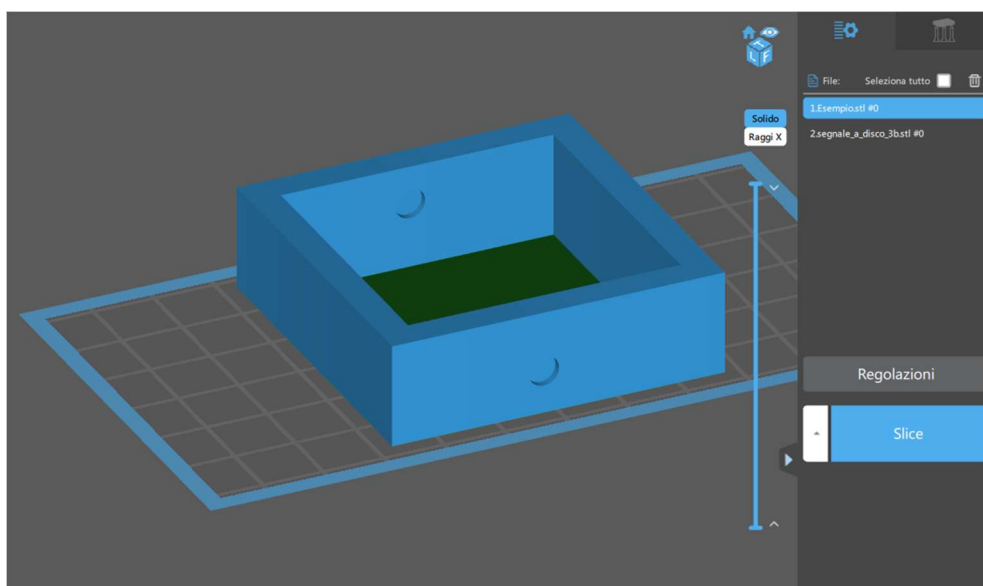 File: Seleziona tutto
1.Esempio.stl #0
2.segnale_a_disco_3b.stl #0
Solido
Raggi X
T
L F
Regolazioni
Slice